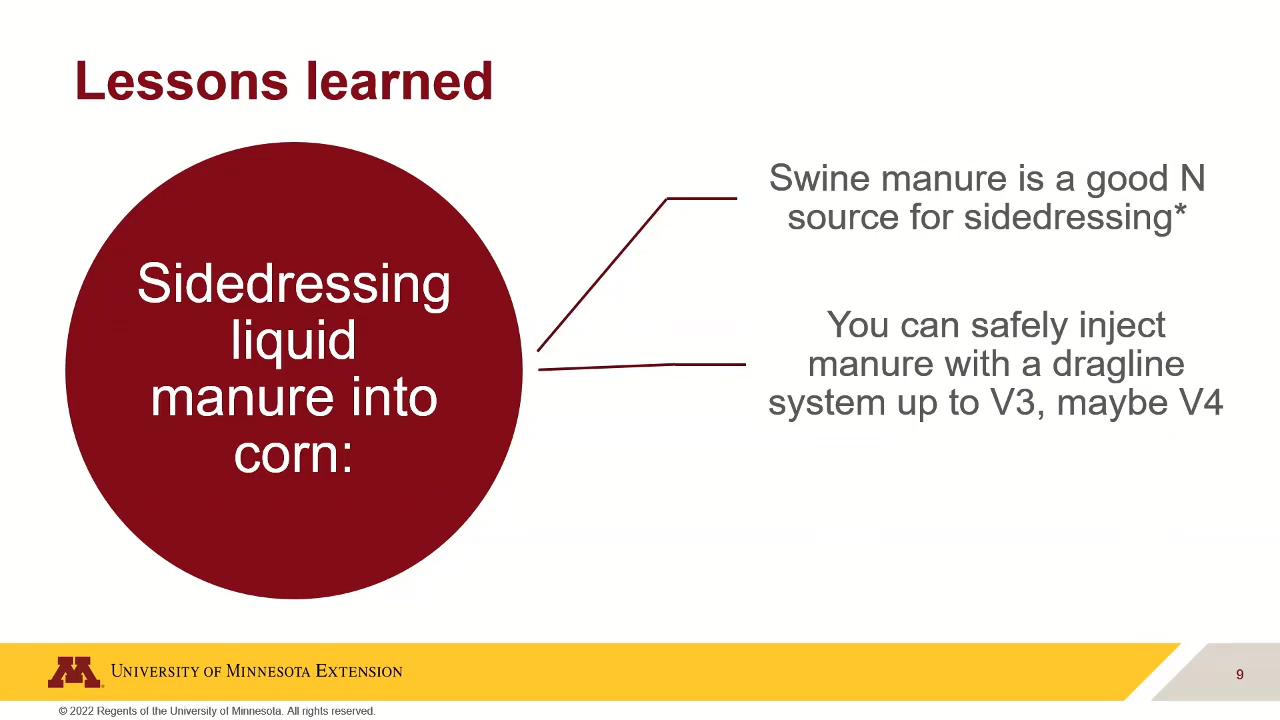 Lessons learned
Sidedressing
liquid
manure into
corn:
Swine manure is a good N
source for sidedressing*
You can safely inject
manure with a dragline
system up to V3, maybe V4
M
UNIVERSITY OF MINNESOTA EXTENSION
9
© 2022 Regents of the University of Minnesota. All rights reserved.